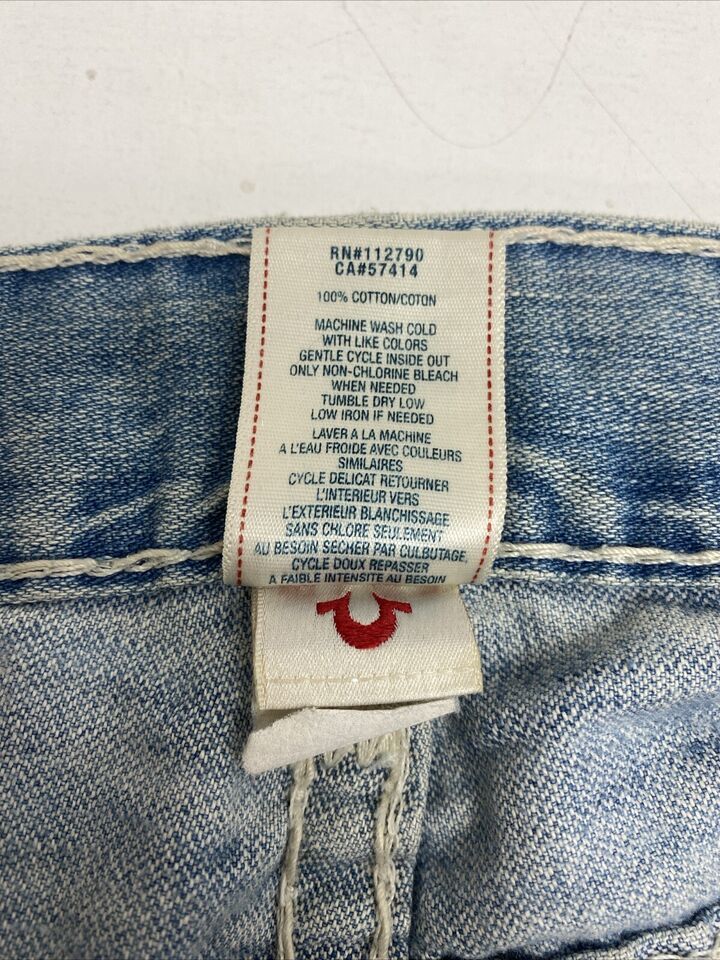 RN#112790
CA#57414
100% COTTON/COTON
MACHINE WASH COLD
WITH LIKE COLORS
GENTLE CYCLE INSIDE OUT
ONLY NON-CHLORINE BLEACH
WHEN NEEDED
TUMBLE DRY LOW
LOW IRON IF NEEDED
LAVER A LA MACHINE
A L'EAU FROIDE AVEC COULEURS
SIMILAIRES
CYCLE DELICAT RETOURNER
L'INTERIEUR VERS
L'EXTERIEUR BLANCHISSAGE
SANS CHLORE SEULEMENT
AU BESOIN SECHER PAR CULBUTAGE
CYCLE DOUX REPASSER
A FAIBLE INTENSITE AU BESOIN